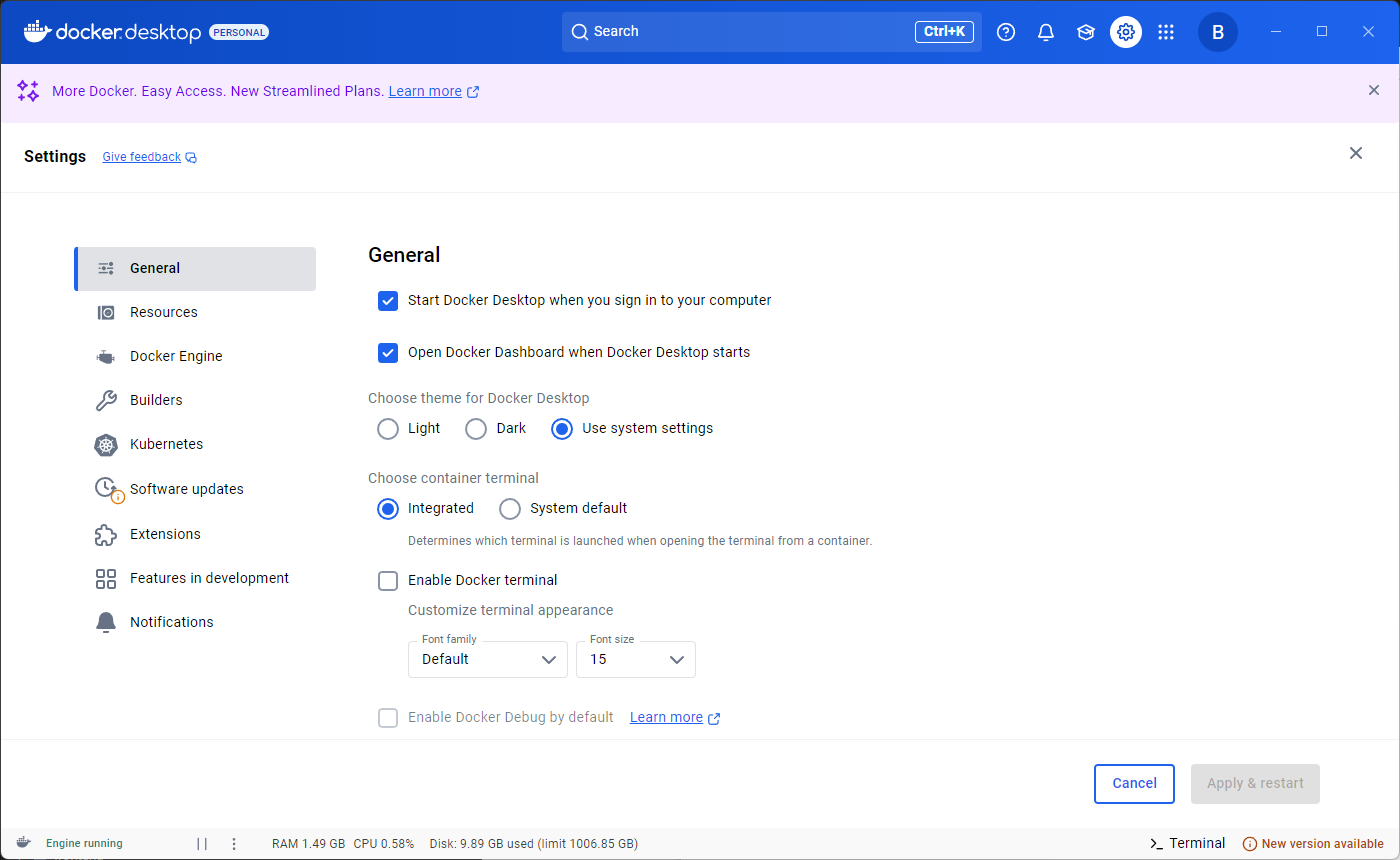 docker.desktop PERSONAL Search Ctrl+K B
More Docker. Easy Access. New Streamlined Plans. Learn more
Settings Give feedback
General
Resources
Docker Engine
Builders
Kubernetes
Software updates
Extensions
Features in development
Notifications
General
Start Docker Desktop when you sign in to your computer
Open Docker Dashboard when Docker Desktop starts
Choose theme for Docker Desktop
Light Dark Use system settings
Choose container terminal
Integrated System default
Determines which terminal is launched when opening the terminal from a container.
Enable Docker terminal
Customize terminal appearance
Font family Font size
Default 15
Enable Docker Debug by default Learn more
Cancel Apply & restart
Engine running RAM 1.49 GB CPU 0.58% Disk: 9.89 GB used (limit 1006.85 GB) Terminal New version available